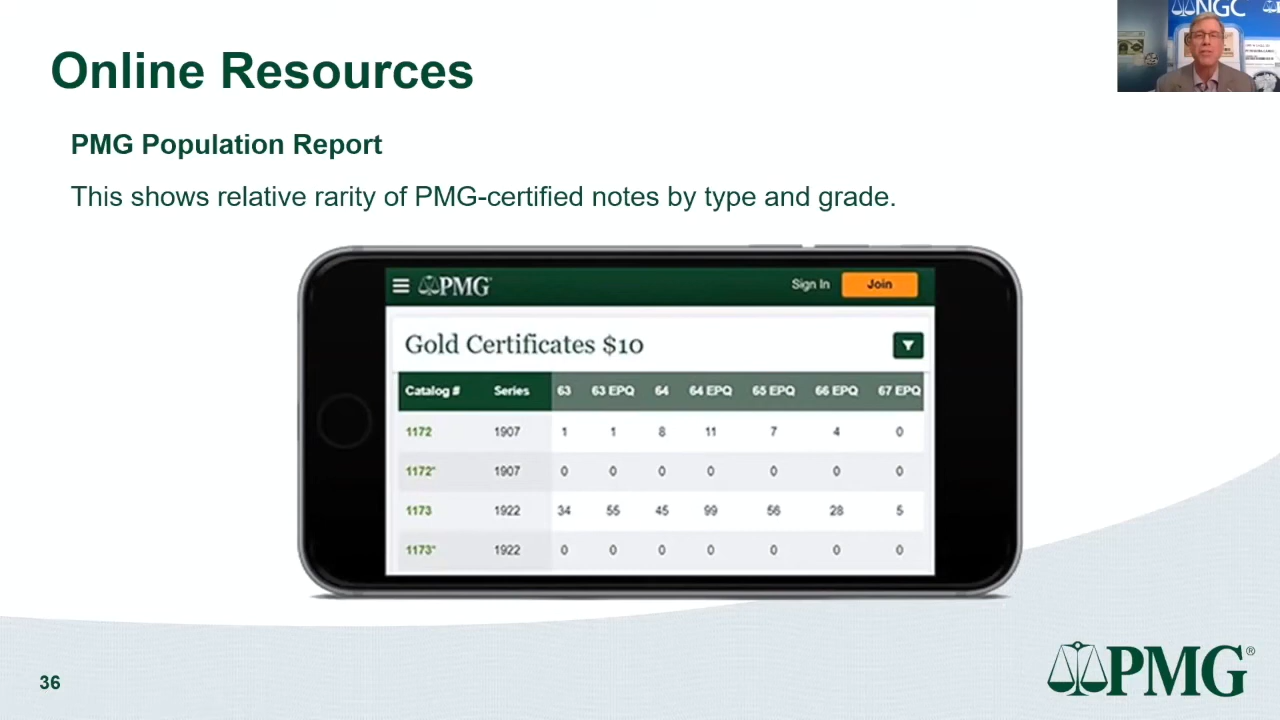 NGC
Online Resources
PMG Population Report
This shows relative rarity of PMG-certified notes by type and grade.
PMG Sign In Join
Gold Certificates $10
Catalog # Series 63 63 EPQ 64 64 EPQ 65 EPQ 66 EPQ 67 EPQ
1172 1907 1 1 8 11 7 4 0
1172* 1907 0 0 0 0 0 0 0
1173 1922 34 55 45 99 56 28 5
1173* 1922 0 0 0 0 0 0 0
36
PMG®